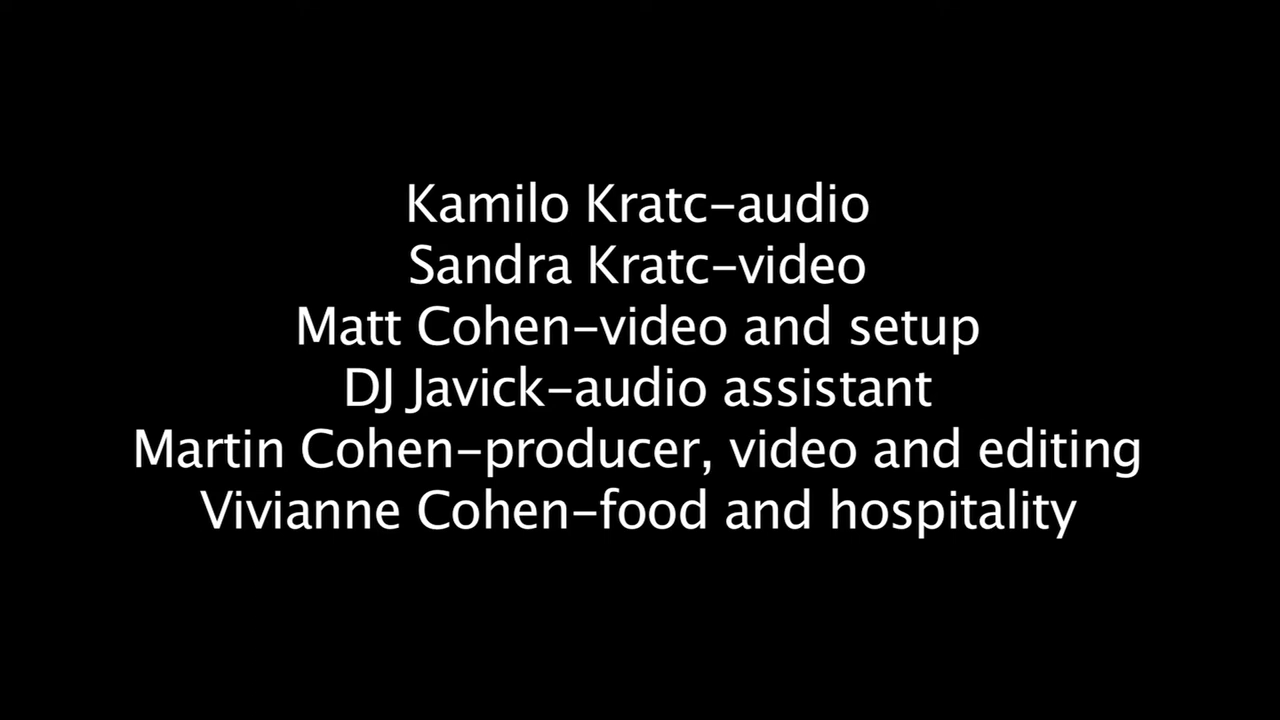 Kamilo Kratc-audio
Sandra Kratc-video
Matt Cohen-video and setup
DJ Javick-audio assistant
Martin Cohen-producer, video and editing
Vivianne Cohen-food and hospitality